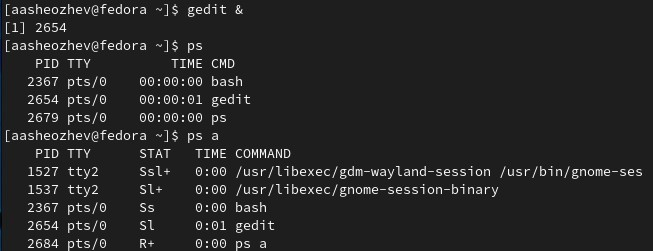 [aasheozhev@fedora ~]$ gedit &
[1] 2654
[aasheozhev@fedora ~]$ ps
    PID TTY          TIME CMD
   2367 pts/0    00:00:00 bash
   2654 pts/0    00:00:01 gedit
   2679 pts/0    00:00:00 ps
[aasheozhev@fedora ~]$ ps a
    PID TTY      STAT   TIME COMMAND
   1527 tty2     Ssl+   0:00 /usr/libexec/gdm-wayland-session /usr/bin/gnome-ses
   1537 tty2     Sl+    0:00 /usr/libexec/gnome-session-binary
   2367 pts/0    Ss     0:00 bash
   2654 pts/0    Sl     0:01 gedit
   2684 pts/0    R+     0:00 ps a